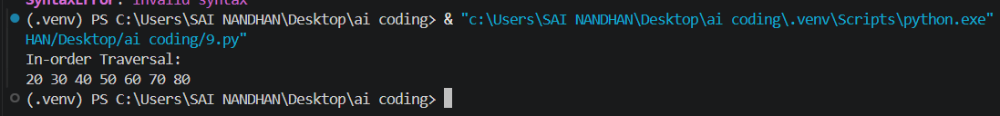 SyntaxError: invalid syntax
(.venv) PS C:\Users\SAI NANDHAN\Desktop\ai coding> & "c:\Users\SAI NANDHAN\Desktop\ai coding\.venv\Scripts\python.exe"
HAN/Desktop/ai coding/9.py"
In-order Traversal:
20 30 40 50 60 70 80
(.venv) PS C:\Users\SAI NANDHAN\Desktop\ai coding>